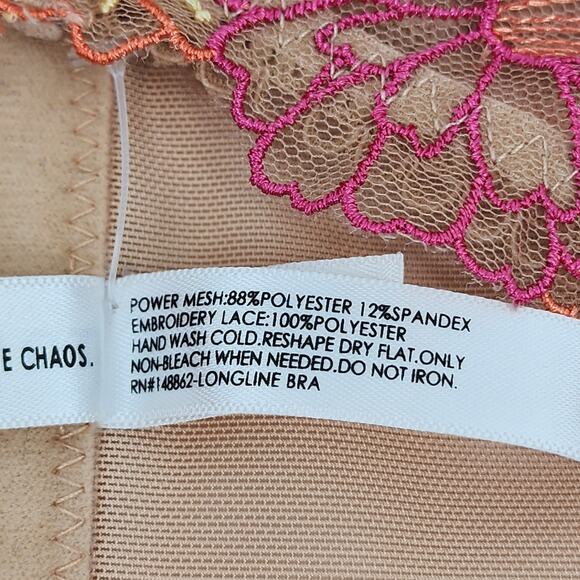 E CHAOS.
POWER MESH:88%POLYESTER 12%SPANDEX
EMBROIDERY LACE:100%POLYESTER
HAND WASH COLD.RESHAPE DRY FLAT.ONLY
NON-BLEACH WHEN NEEDED.DO NOT IRON.
RN#148862-LONGLINE BRA